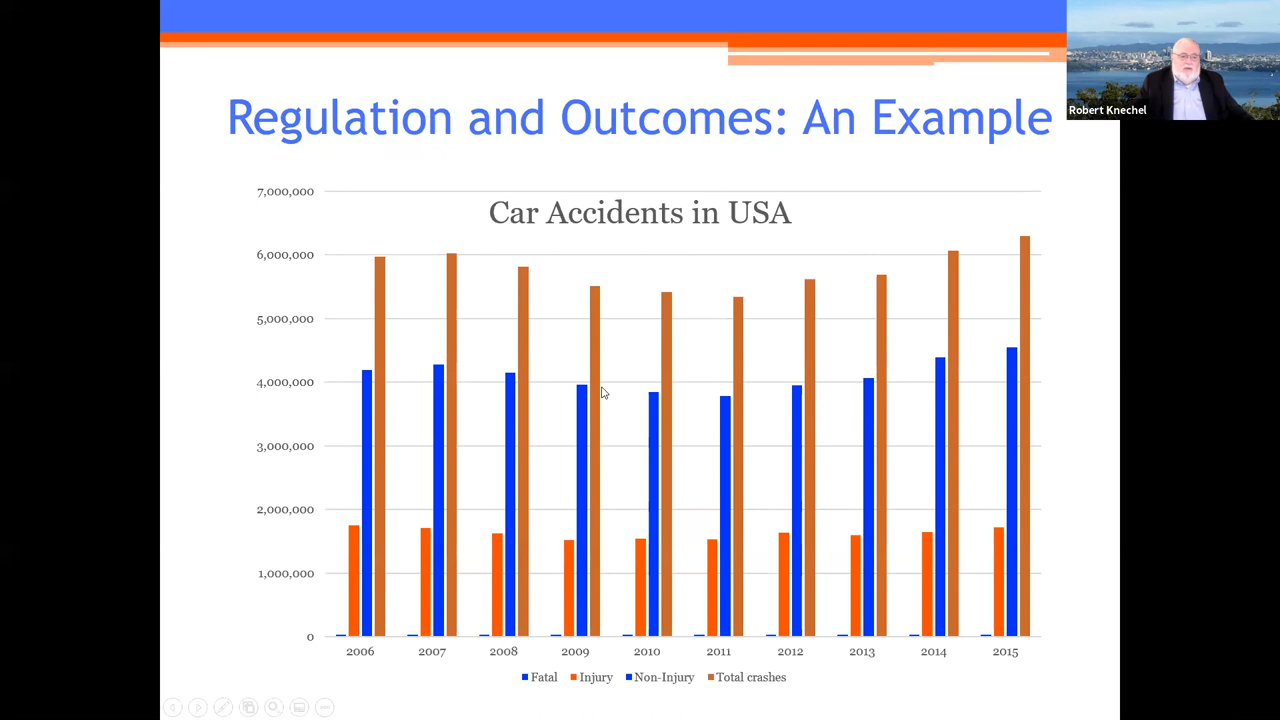 Robert Knechel
Regulation and Outcomes: An Example
Car Accidents in USA
7,000,000
6,000,000
5,000,000
4,000,000
3,000,000
2,000,000
1,000,000
0
2006 2007 2008 2009 2010 2011 2012 2013 2014 2015
Fatal Injury Non-Injury Total crashes